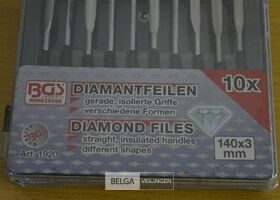 BGS
WERKZEUGE
DIAMANTFEILEN
10x
gerade, isolierte Griffe
verschiedene Formen
DIAMOND FILES
straight, insulated handles
different shapes
140x3
mm
BGS
Art. 1920
BELGA VEILINGEN